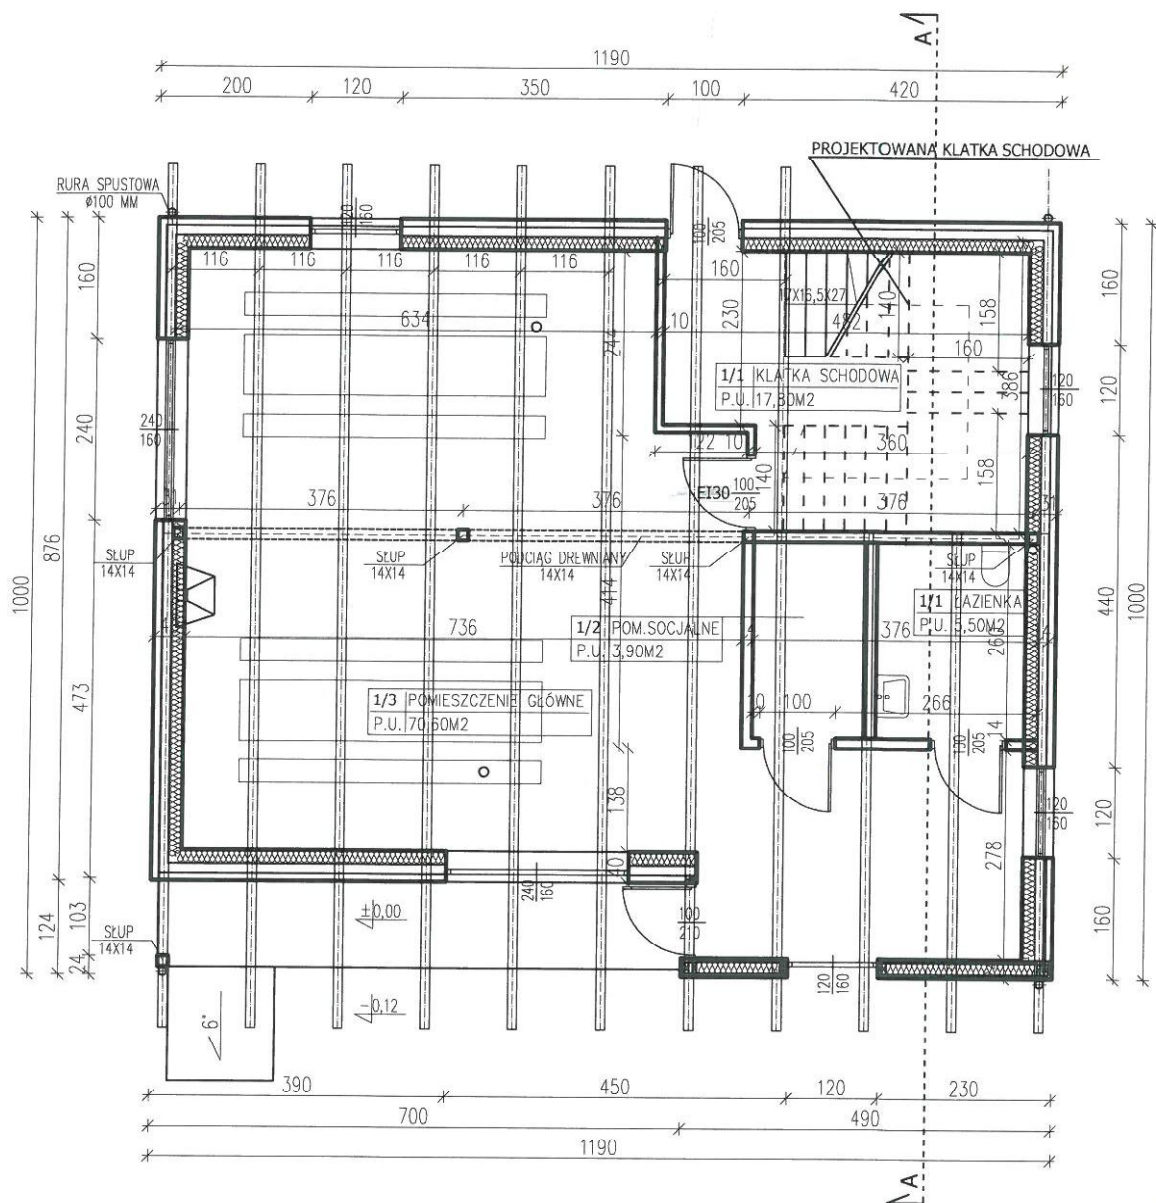 A
1190
200 120 350 100 420
PROJEKTOWANA KLATKA SCHODOWA
RURA SPUSTOWA
ø100 MM
160
100
205
116 116 116 116 116
160
17X16,5X27
140
158
634
10
230
482
244
160
386
1/1 KLATKA SCHODOWA
P.U. 17,80M2
120
160
240
160
122 10
360
EI30
100
205
140
158
376 376 376 31
SŁUP
14X14
SŁUP
14X14
PODCIĄG DREWNIANY
14X14
SŁUP
14X14
SŁUP
14X14
414
1/1 ŁAZIENKA
P.U. 5,50M2
1/2 POM.SOCJALNE
P.U. 3,90M2
736
376
260
1/3 POMIESZCZENIE GŁÓWNE
P.U. 70,60M2
10 100
266
14
100
205
100
205
138
40
278
120
160
240
160
±0,00
100
210
SŁUP
14X14
-0,12
120
160
6°
1000
876
124
160
240
473
103
24
160
120
440
120
160
1000
390 450 120 230
700 490
1190
A